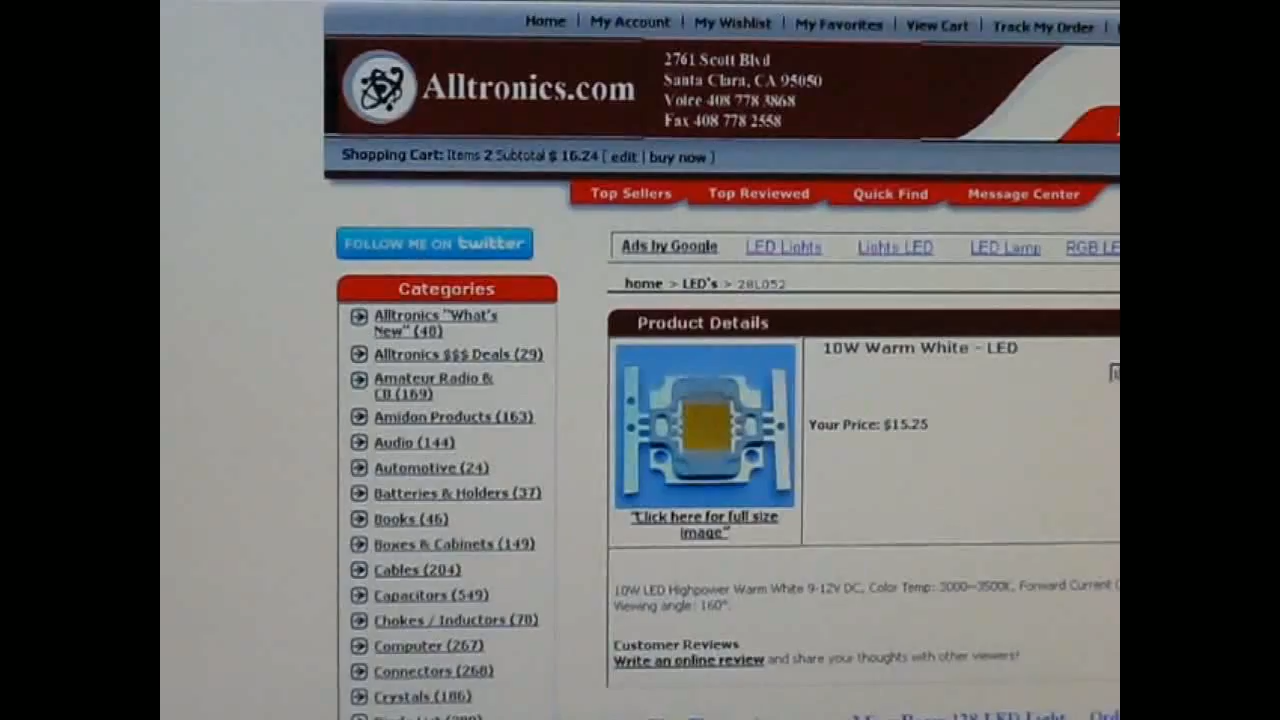 Home | My Account | My Wishlist | My Favorites | View Cart | Track My Order |
Alltronics.com
2761 Scott Blvd
Santa Clara, CA 95050
Voice 408 778 3868
Fax 408 778 2558
Shopping Cart: Items 2 Subtotal $ 16.24 [ edit | buy now ]
Top Sellers Top Reviewed Quick Find Message Center
FOLLOW ME ON twitter
Ads by Google LED Lights Lights LED LED Lamp RGB LE
home > LED's > 28L052
Categories
Alltronics "What's
New" (48)
Alltronics $$$ Deals (29)
Amateur Radio &
CB (169)
Amidon Products (163)
Audio (144)
Automotive (24)
Batteries & Holders (37)
Books (46)
Boxes & Cabinets (149)
Cables (204)
Capacitors (549)
Chokes / Inductors (70)
Computer (267)
Connectors (268)
Crystals (186)
Product Details
10W Warm White - LED
Your Price: $15.25
"Click here for full size
image"
10W LED Highpower Warm White 9-12V DC, Color Temp: 3000~3500K, Forward Current (
Viewing angle: 160°.
Customer Reviews
Write an online review and share your thoughts with other viewers!